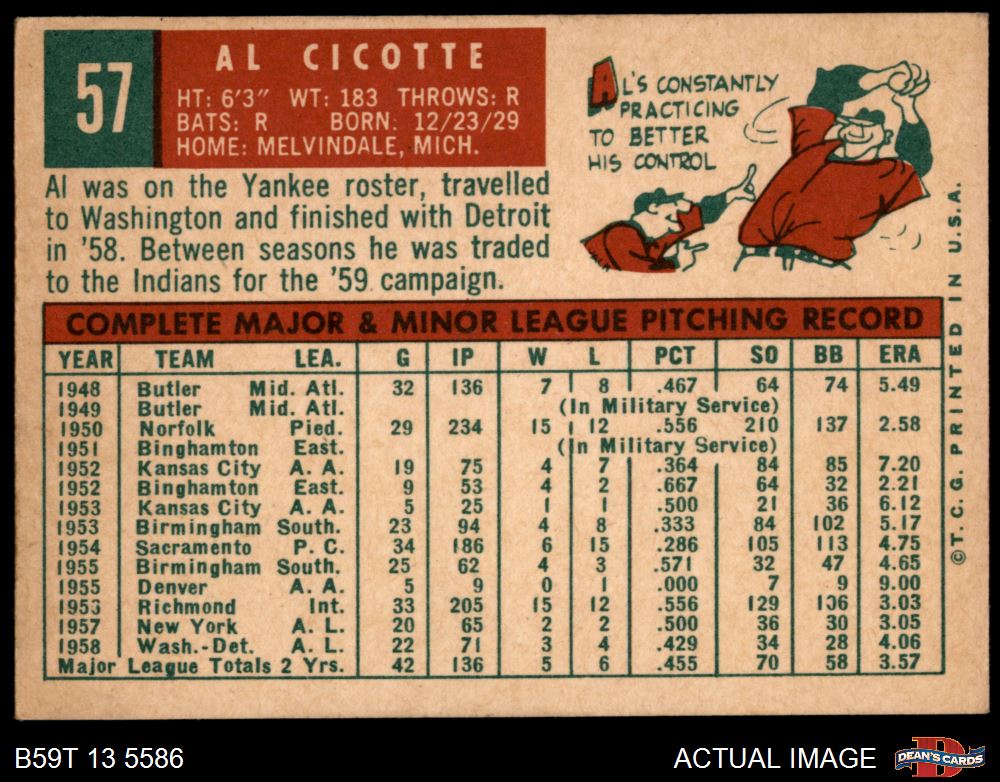 57
AL CICOTTE
HT: 6'3" WT: 183 THROWS: R
BATS: R BORN: 12/23/29
HOME: MELVINDALE, MICH.
AL'S CONSTANTLY
PRACTICING
TO BETTER
HIS CONTROL
Al was on the Yankee roster, travelled
to Washington and finished with Detroit
in '58. Between seasons he was traded
to the Indians for the '59 campaign.
COMPLETE MAJOR & MINOR LEAGUE PITCHING RECORD
YEAR TEAM LEA. G IP W L PCT SO BB ERA
1948 Butler Mid. Atl. 32 136 7 8 .467 64 74 5.49
1949 Butler Mid. Atl. (In Military Service)
1950 Norfolk Pied. 29 234 15 12 .556 210 137 2.58
1951 Binghamton East. (In Military Service)
1952 Kansas City A. A. 19 75 4 7 .364 84 85 7.20
1952 Binghamton East. 9 53 4 2 .667 64 32 2.21
1953 Kansas City A. A. 5 25 1 1 .500 21 36 6.12
1953 Birmingham South. 23 94 4 8 .333 84 102 5.17
1954 Sacramento P. C. 34 186 6 15 .286 105 113 4.75
1955 Birmingham South. 25 62 4 3 .571 32 47 4.65
1955 Denver A. A. 5 9 0 1 .000 7 9 9.00
Richmond Int. 33 205 15 12 .556 129 106 3.03
1957 New York A. L. 20 65 2 2 .500 36 30 3.05
1958 Wash.-Det. A. L. 22 71 3 4 .429 34 28 4.06
Major League Totals 2 Yrs. 42 136 5 6 .455 70 58 3.57
©T. C. G. PRINTED IN U.S.A.
B59T 13 5586
ACTUAL IMAGE
D
DEAN'S CARDS